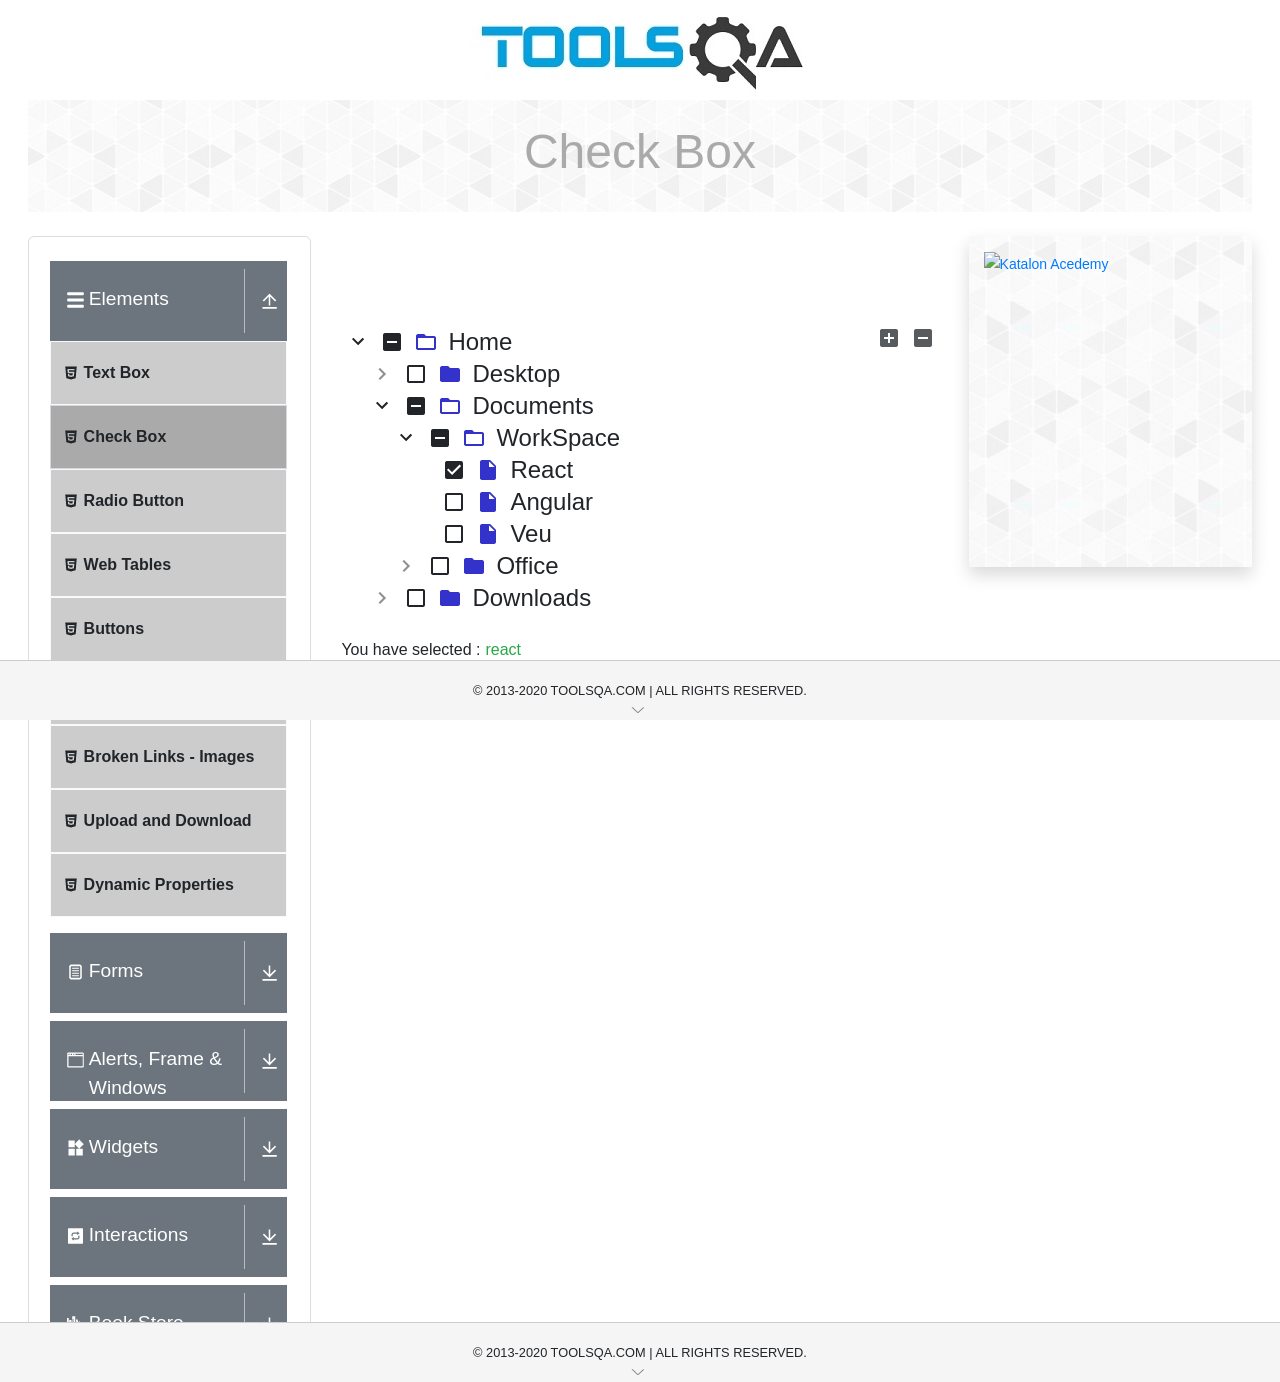 TOOLSQA
Check Box
Elements
Text Box
Check Box
Radio Button
Web Tables
Buttons
Home
Desktop
Documents
WorkSpace
React
Angular
Veu
Office
Downloads
You have selected : react
Katalon Acedemy
© 2013-2020 TOOLSQA.COM | ALL RIGHTS RESERVED.
Broken Links - Images
Upload and Download
Dynamic Properties
Forms
Alerts, Frame &
Windows
Widgets
Interactions
Book Store
© 2013-2020 TOOLSQA.COM | ALL RIGHTS RESERVED.